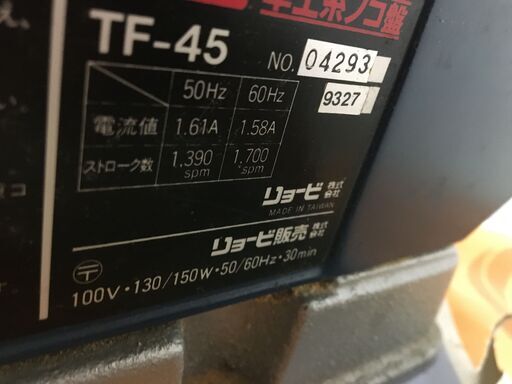 卓上糸ノコ盤
TF-45
NO. 04293
9327
50Hz 60Hz
電流値 1.61A 1.58A
ストローク数 1.390 spm 1.700 spm
リョービ株式会社
MADE IN TAIWAN
リョービ販売株式会社
〒 100V・130/150W・50/60Hz・30min